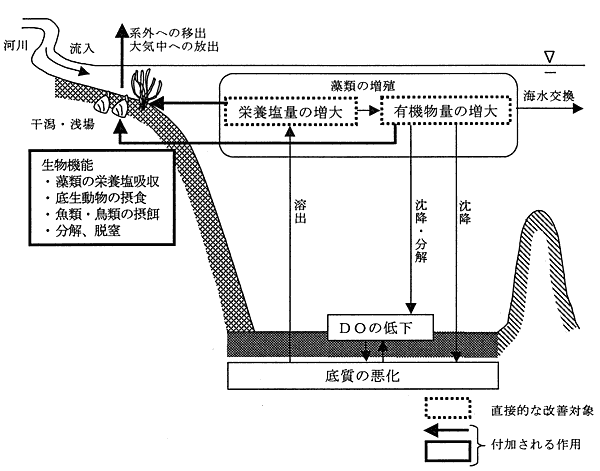 系外への移出
大気中への放出
河川
流入
藻類の増殖
栄養塩量の増大
有機物量の増大
海水交換
干潟・浅場
生物機能
・藻類の栄養塩吸収
・底生動物の摂食
・魚類・鳥類の摂餌
・分解、脱窒
溶出
沈降・分解
沈降
DOの低下
底質の悪化
直接的な改善対象
付加される作用